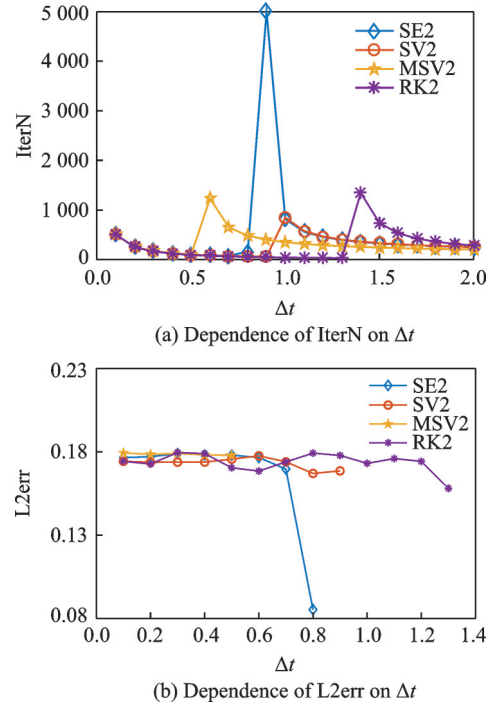 5 000
4 000
3 000
2 000
1 000
0
IterN
SE2
SV2
MSV2
RK2
0.0 0.5 1.0 1.5 2.0
Δt
(a) Dependence of IterN on Δt
0.23
0.18
0.13
0.08
L2err
SE2
SV2
MSV2
RK2
0.0 0.2 0.4 0.6 0.8 1.0 1.2 1.4
Δt
(b) Dependence of L2err on Δt